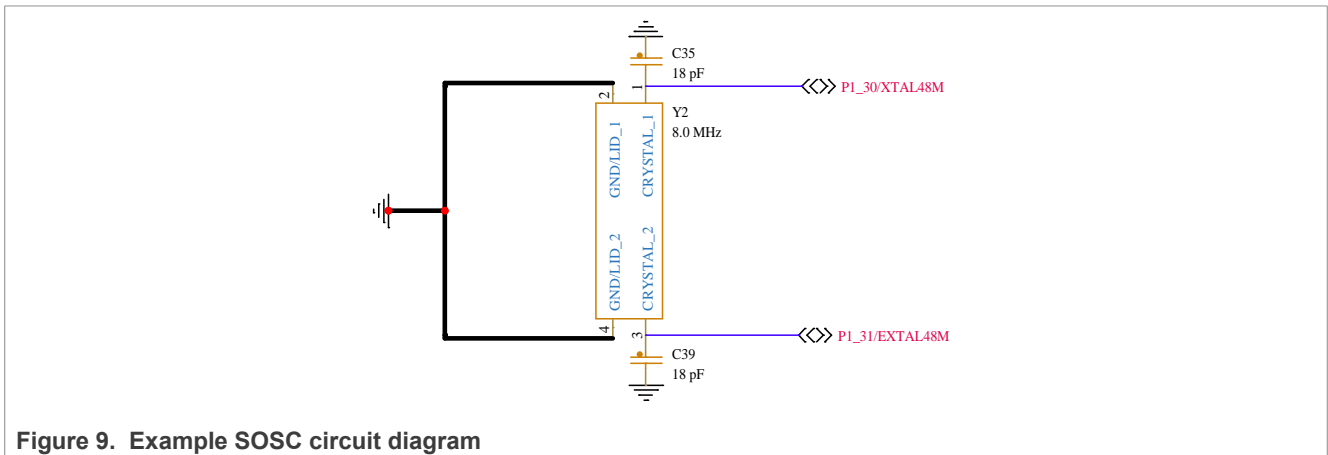 C35
18 pF
1
P1_30/XTAL48M
2
Y2
8.0 MHz
GND/LID_1
CRYSTAL_1
GND/LID_2
CRYSTAL_2
4
3
P1_31/EXTAL48M
C39
18 pF
Figure 9. Example SOSC circuit diagram